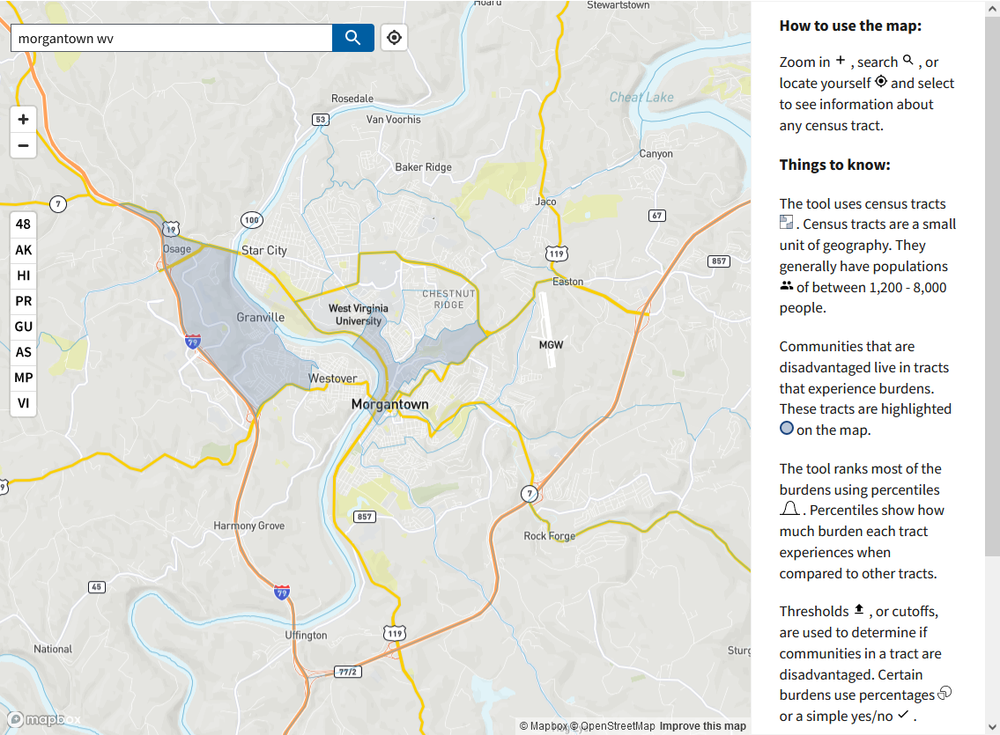 morgantown wv
+
−
48
AK
HI
PR
GU
AS
MP
VI
Hoard
Stewartstown
Cheat Lake
Rosedale
53
Van Voorhis
Canyon
Baker Ridge
7
Jaco
100
67
19
Osage
Star City
119
857
Easton
CHESTNUT
RIDGE
West Virginia
University
Granville
79
MGW
Westover
Morgantown
9
7
857
Harmony Grove
Rock Forge
45
79
Uffington
119
National
Sturg
77/2
mapbox
© Mapbox © OpenStreetMap Improve this map
How to use the map:
Zoom in + , search , or
locate yourself and select
to see information about
any census tract.
Things to know:
The tool uses census tracts
. Census tracts are a small
unit of geography. They
generally have populations
of between 1,200 - 8,000
people.
Communities that are
disadvantaged live in tracts
that experience burdens.
These tracts are highlighted
on the map.
The tool ranks most of the
burdens using percentiles
. Percentiles show how
much burden each tract
experiences when
compared to other tracts.
Thresholds , or cutoffs,
are used to determine if
communities in a tract are
disadvantaged. Certain
burdens use percentages
or a simple yes/no .